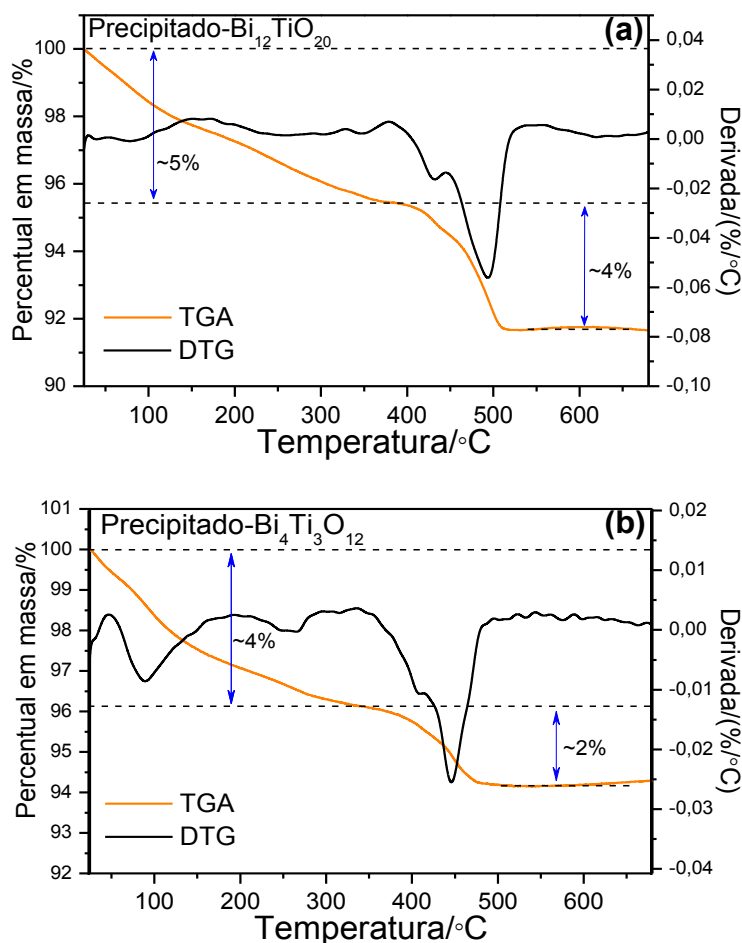 Precipitado-Bi₁₂TiO₂₀
(a)
100
98
96
94
92
90
Percentual em massa/%
~5%
~4%
TGA
DTG
0,04
0,02
0,00
-0,02
-0,04
-0,06
-0,08
-0,10
Derivada/(%/°C)
100 200 300 400 500 600
Temperatura/°C
Precipitado-Bi₄Ti₃O₁₂
(b)
101
100
99
98
97
96
95
94
93
92
Percentual em massa/%
~4%
~2%
TGA
DTG
0,02
0,01
0,00
-0,01
-0,02
-0,03
-0,04
Derivada/(%/°C)
100 200 300 400 500 600
Temperatura/°C